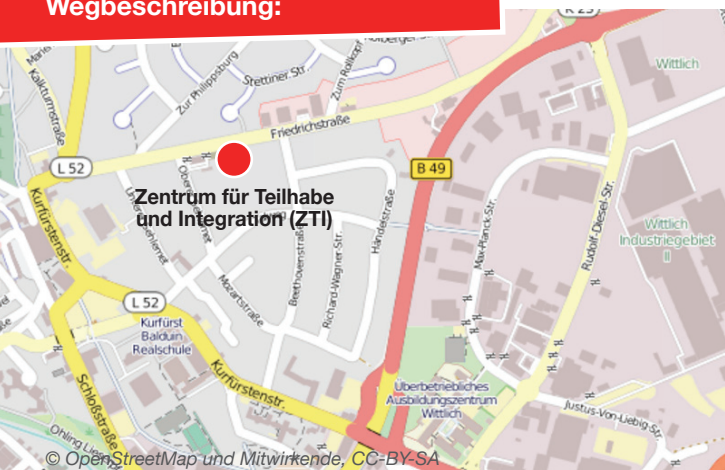 Wegbeschreibung:
Kalkturmstraße
Zur Philippsburg
Stettiner Str.
Zum Rollkopf
Wittlich
Friedrichstraße
L 52
B 49
Zentrum für Teilhabe
und Integration (ZTI)
Kurfürstenstr.
Beethovenstraße
Richard-Wagner-Str.
Händelstraße
Max-Planck-Str.
Rudolf-Diesel-Str.
Wittlich
Industriegebiet
II
Mozartstraße
L 52
Kurfürst
Balduin
Realschule
Kurfürstenstr.
Schloßstraße
Überbetriebliches
Ausbildungszentrum
Wittlich
Justus-Von-Liebig-Str.
© OpenStreetMap und Mitwirkende, CC-BY-SA